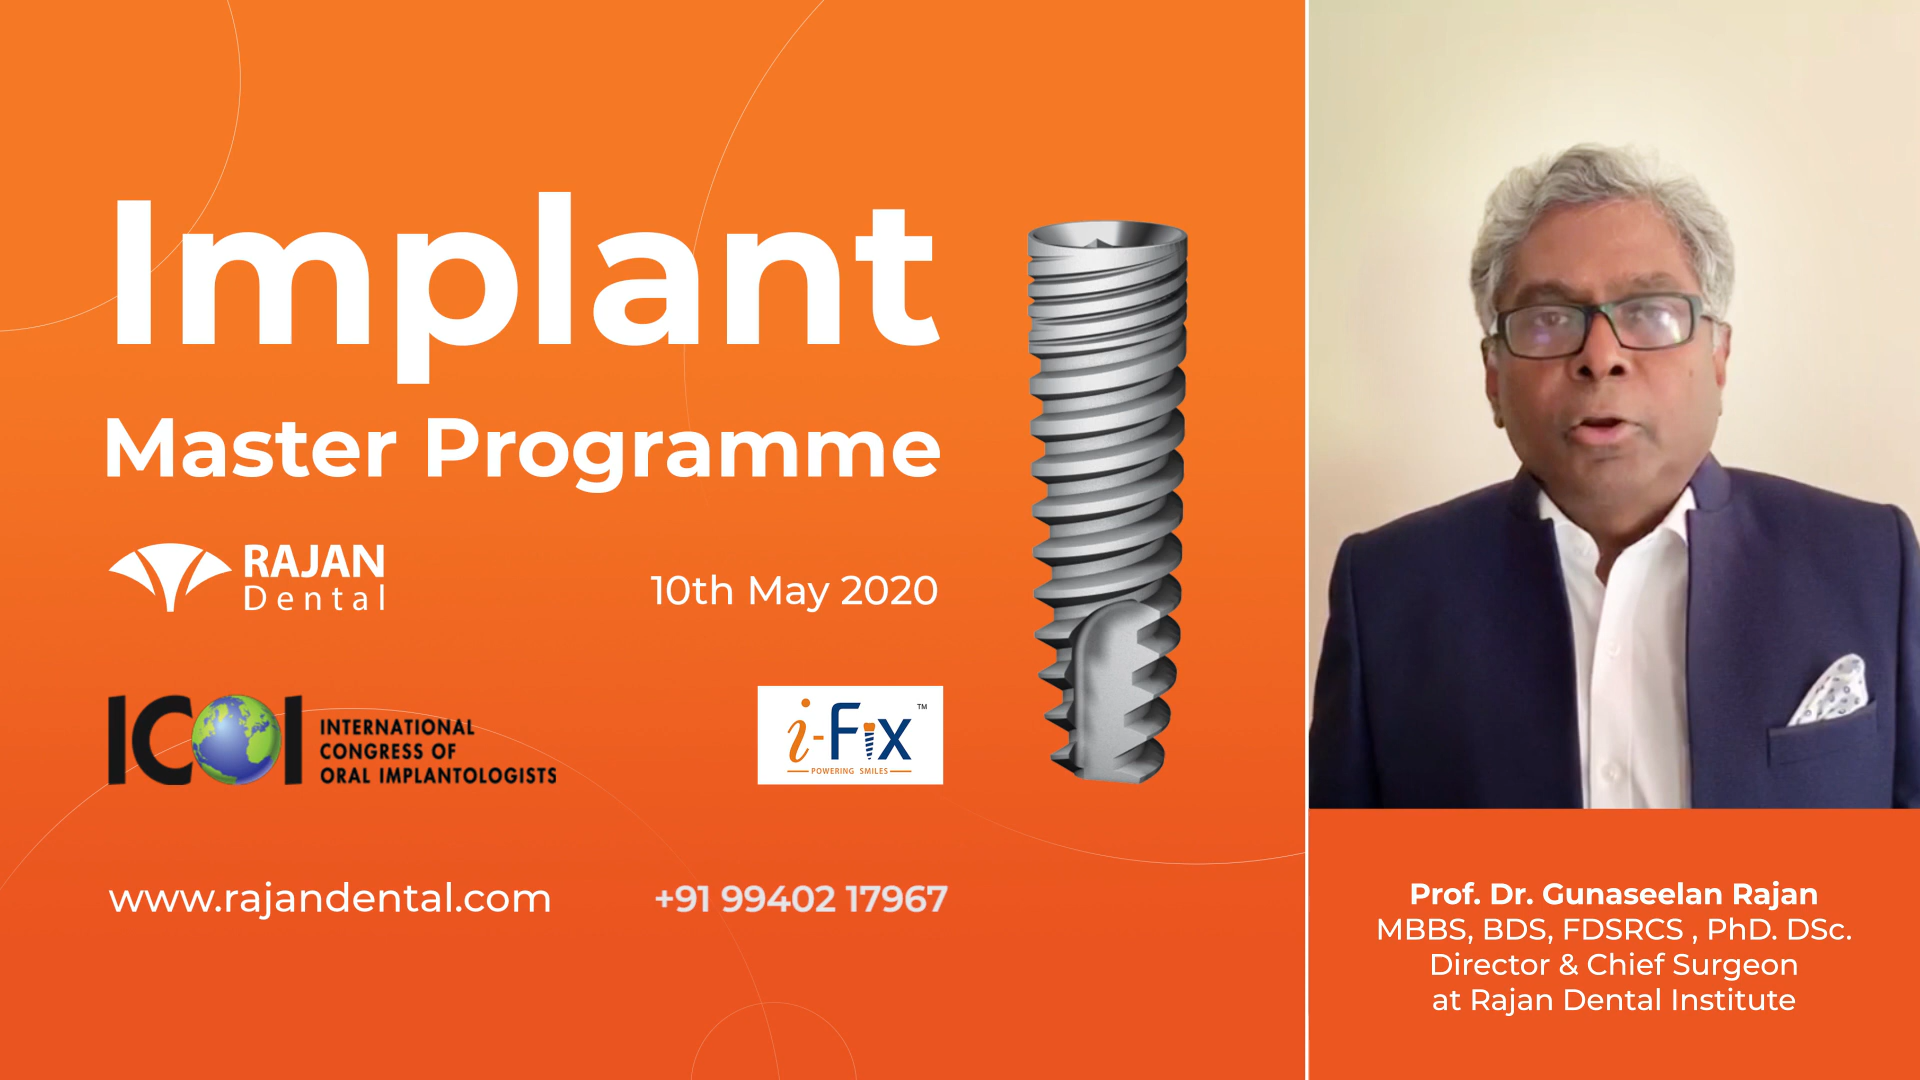 Implant
Master Programme
RAJAN
Dental
10th May 2020
ICOI
INTERNATIONAL
CONGRESS OF
ORAL IMPLANTOLOGISTS
i-Fix™
POWERING SMILES
www.rajandental.com
+91 99402 17967
Prof. Dr. Gunaseelan Rajan
MBBS, BDS, FDSRCS , PhD. DSc.
Director & Chief Surgeon
at Rajan Dental Institute